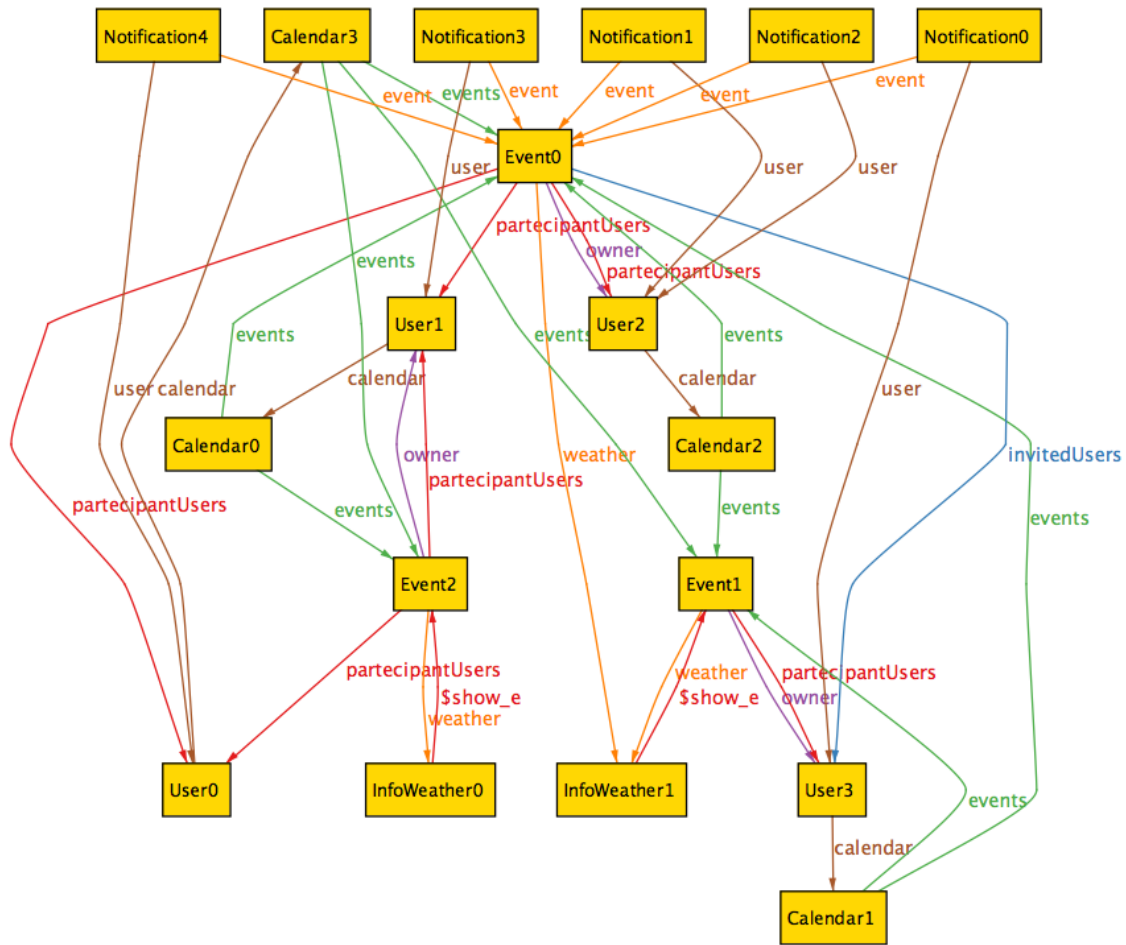 Notification4
Calendar3
Notification3
Notification1
Notification2
Notification0
event
events
event
event
event
event
Event0
user
user
user
partecipantUsers
owner
partecipantUsers
events
User1
User2
events
events
user
calendar
calendar
calendar
user
Calendar0
Calendar2
owner
weather
invitedUsers
partecipantUsers
partecipantUsers
events
events
events
Event2
Event1
partecipantUsers
weather
partecipantUsers
$show_e
$show_e
owner
weather
User0
InfoWeather0
InfoWeather1
User3
events
calendar
Calendar1